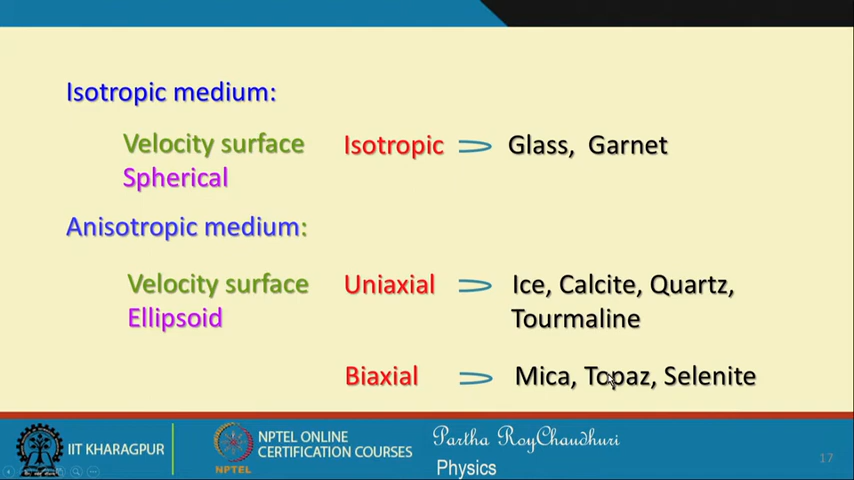 Isotropic medium:
Velocity surface Isotropic Glass, Garnet
Spherical
Anisotropic medium:
Velocity surface Uniaxial Ice, Calcite, Quartz,
Ellipsoid Tourmaline
Biaxial Mica, Topaz, Selenite
IIT KHARAGPUR
NPTEL
NPTEL ONLINE
CERTIFICATION COURSES
Partha RoyChaudhuri
Physics
17